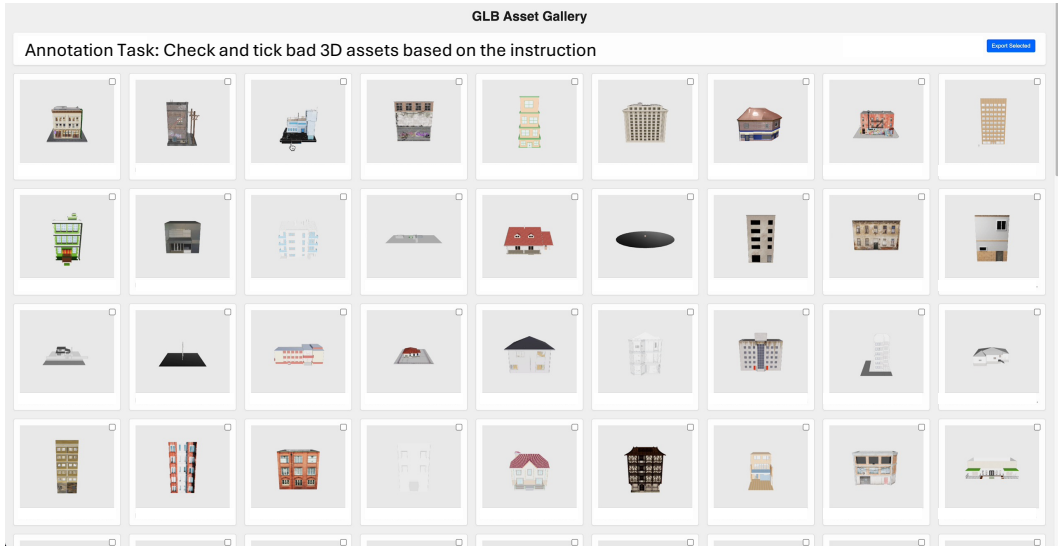 GLB Asset Gallery
Annotation Task: Check and tick bad 3D assets based on the instruction
Export Selected